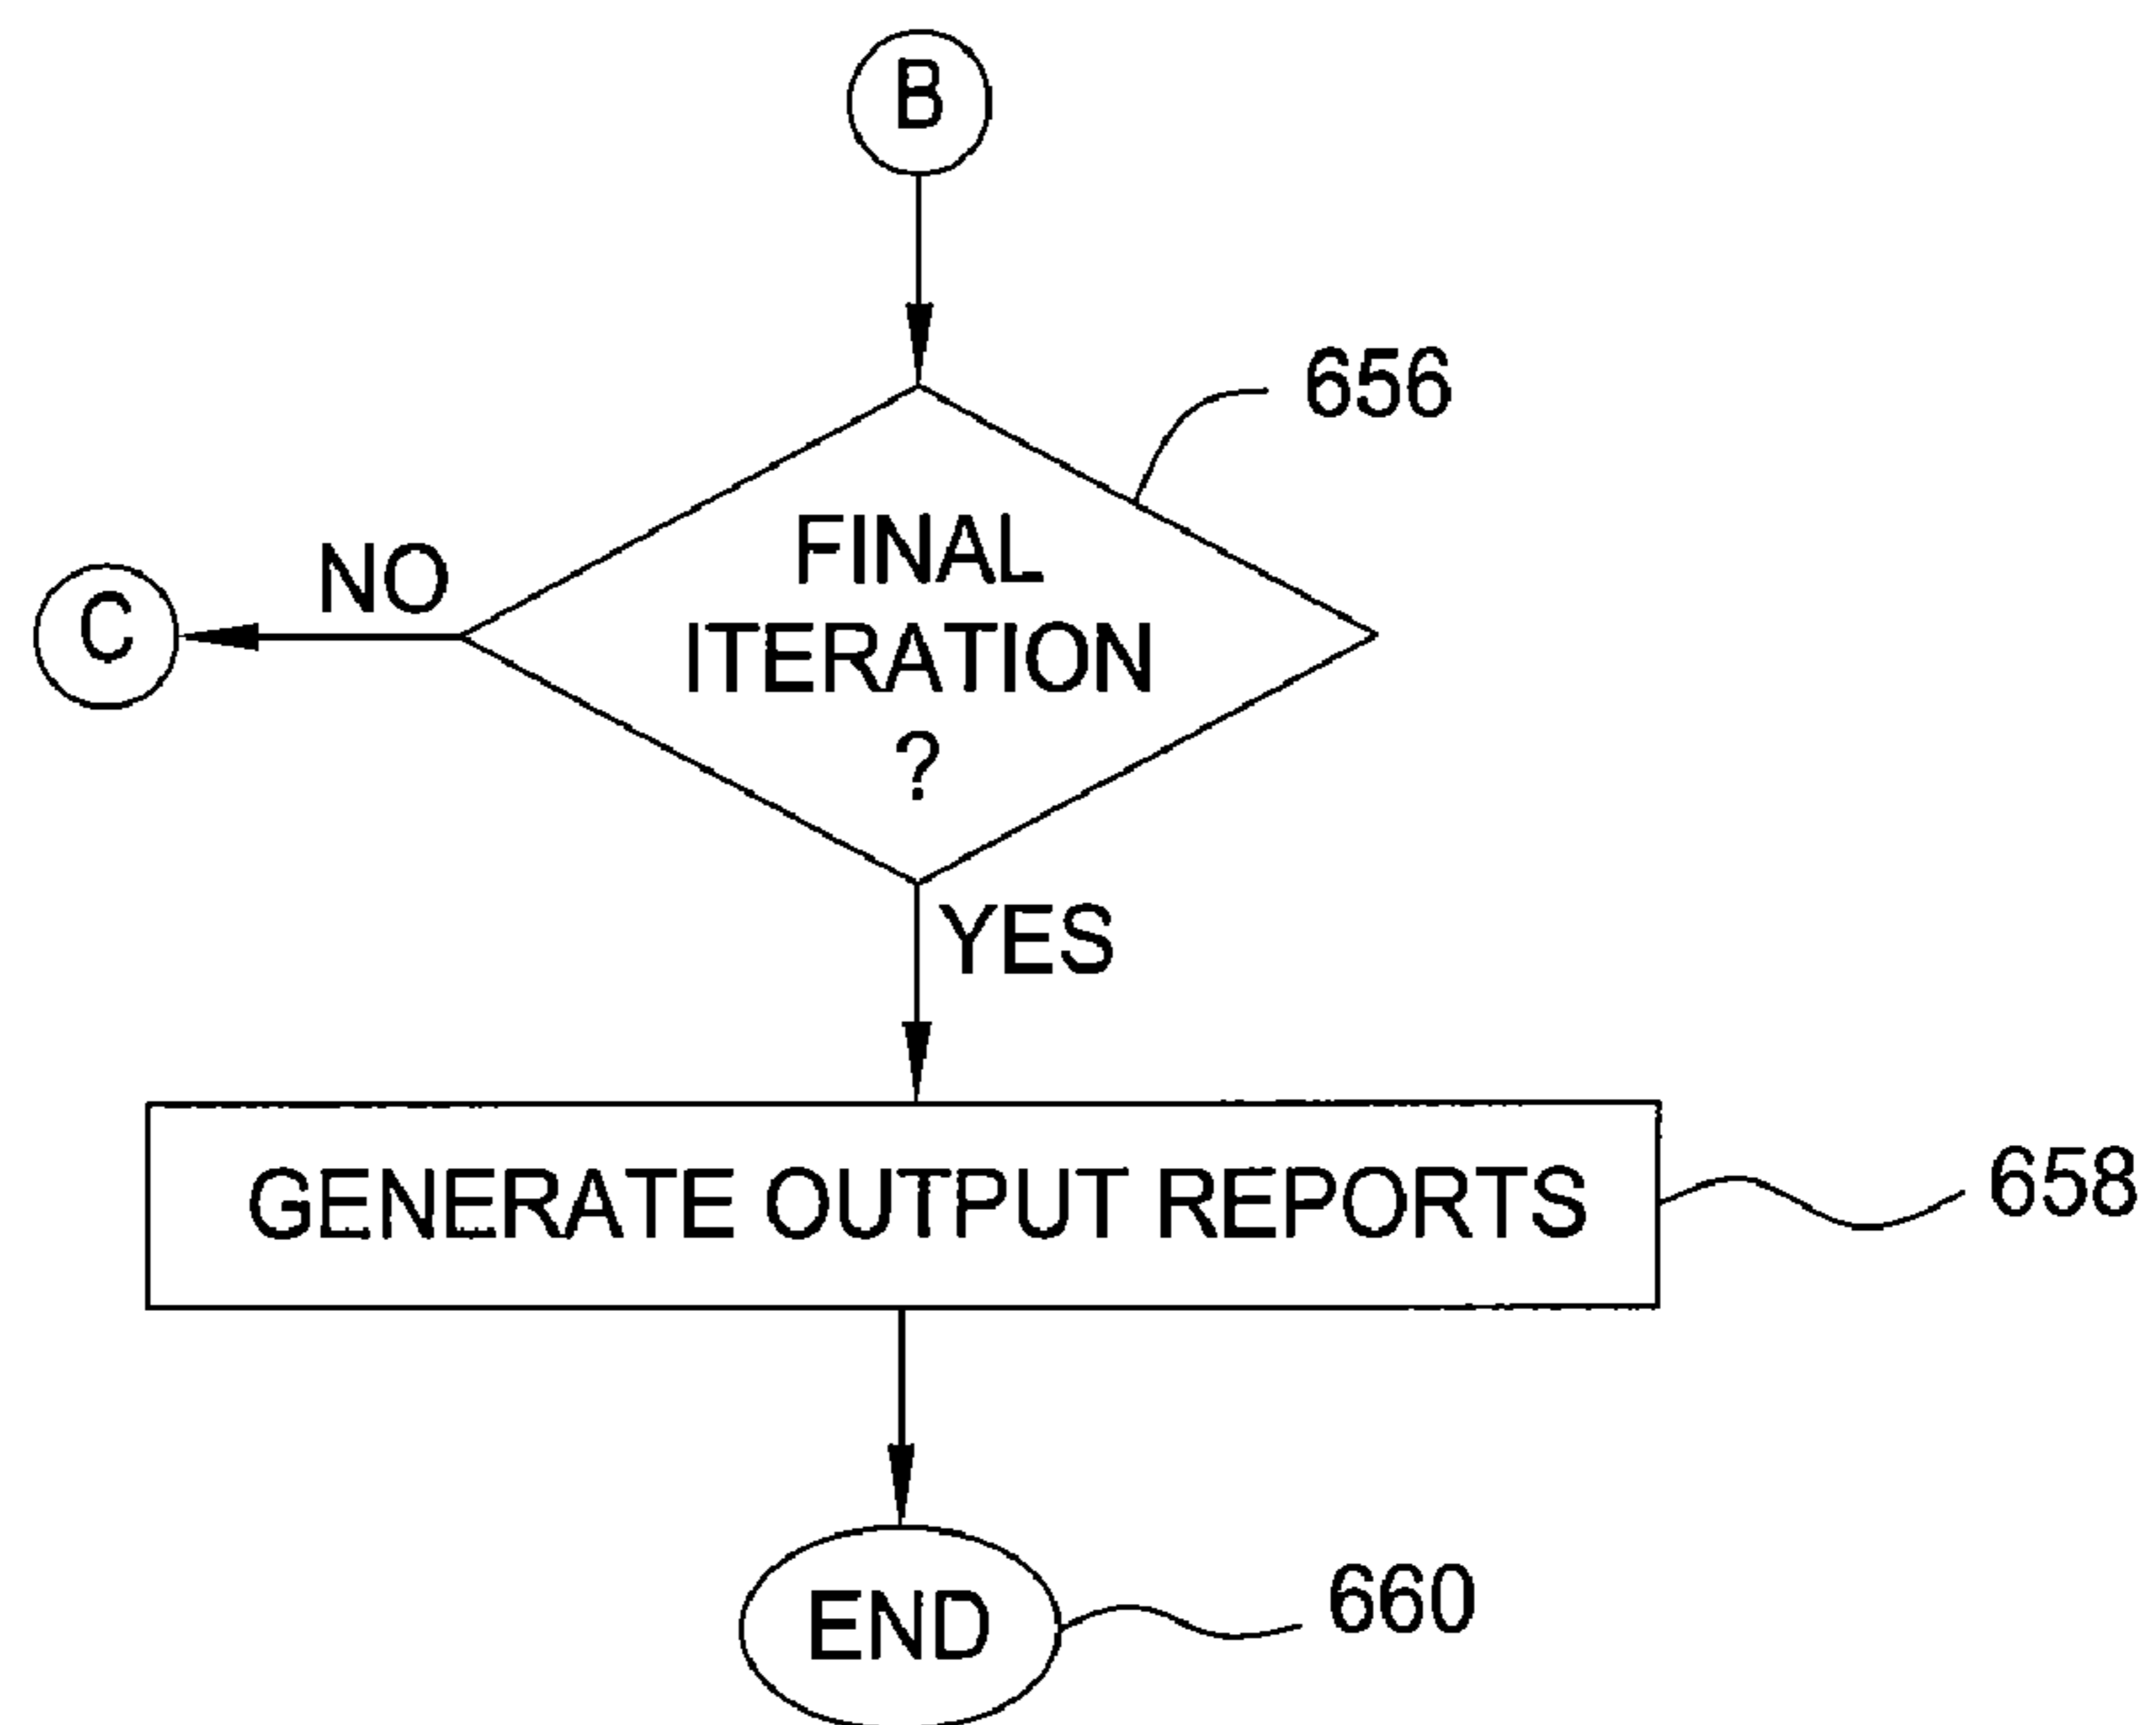 B
656
FINAL
ITERATION
?
NO
C
YES
GENERATE OUTPUT REPORTS
658
END
660